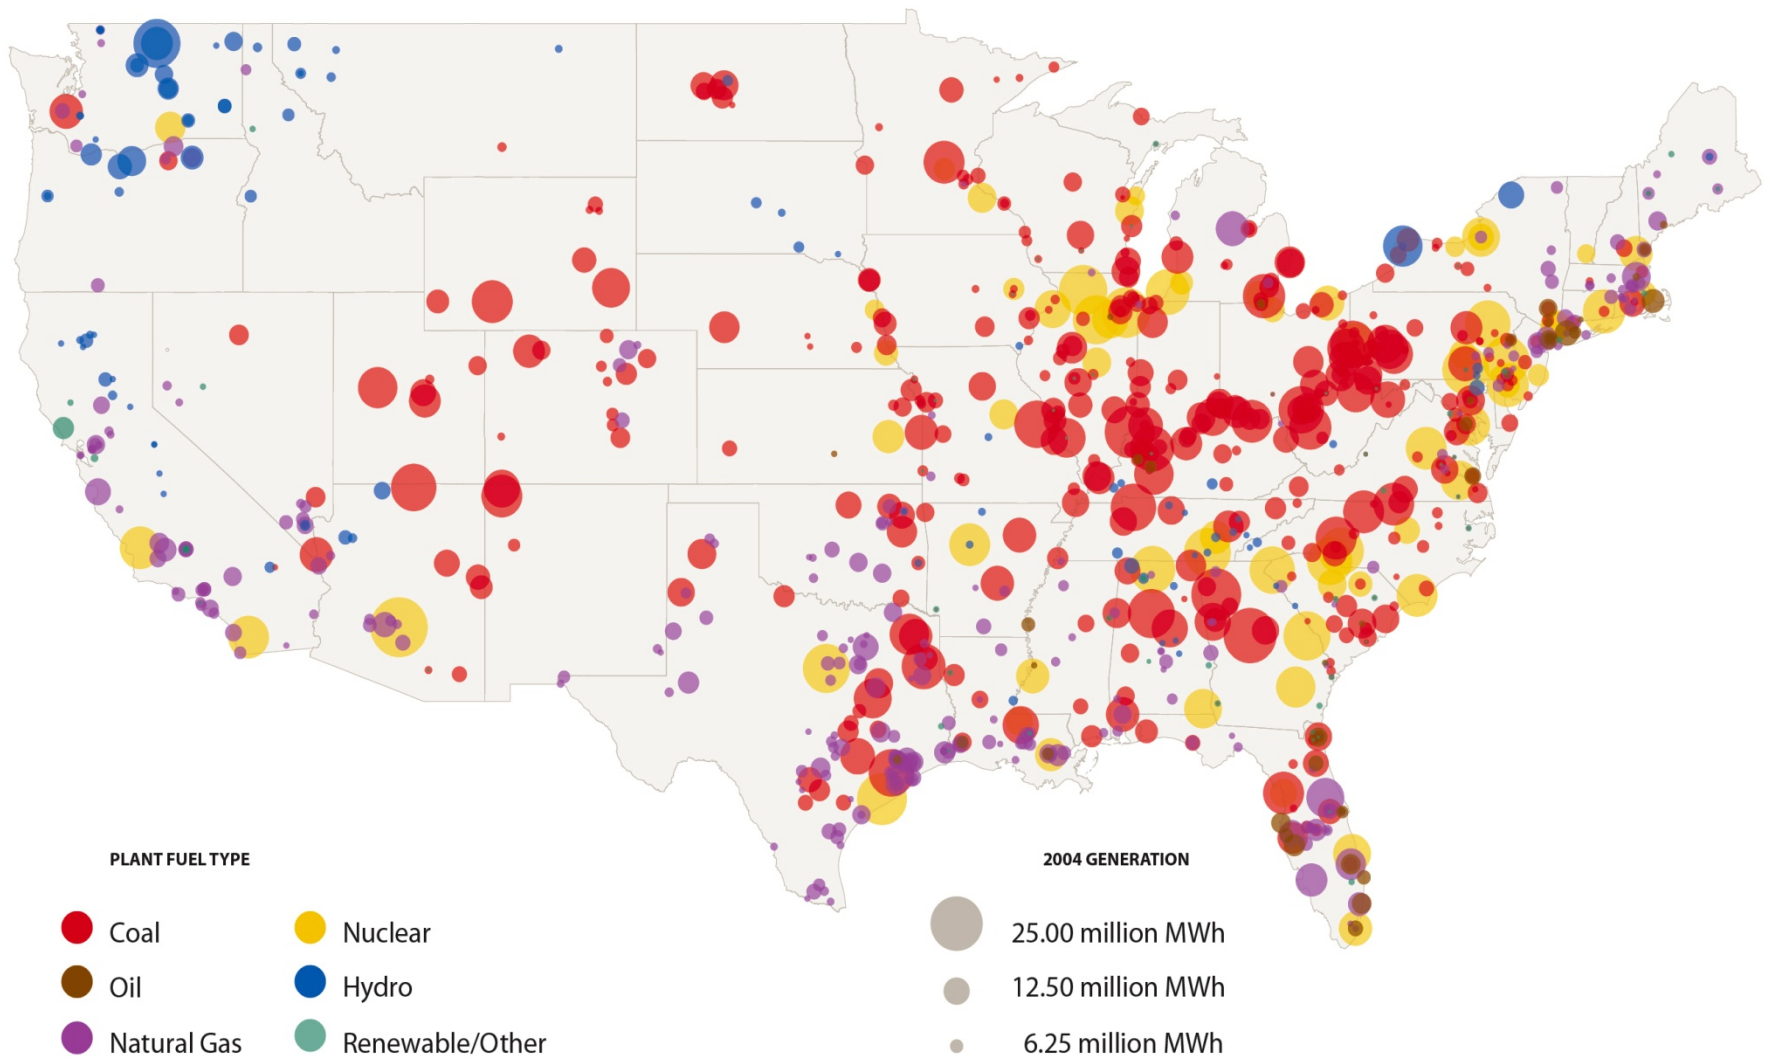 PLANT FUEL TYPE
Coal
Nuclear
Oil
Hydro
Natural Gas
Renewable/Other
2004 GENERATION
25.00 million MWh
12.50 million MWh
6.25 million MWh